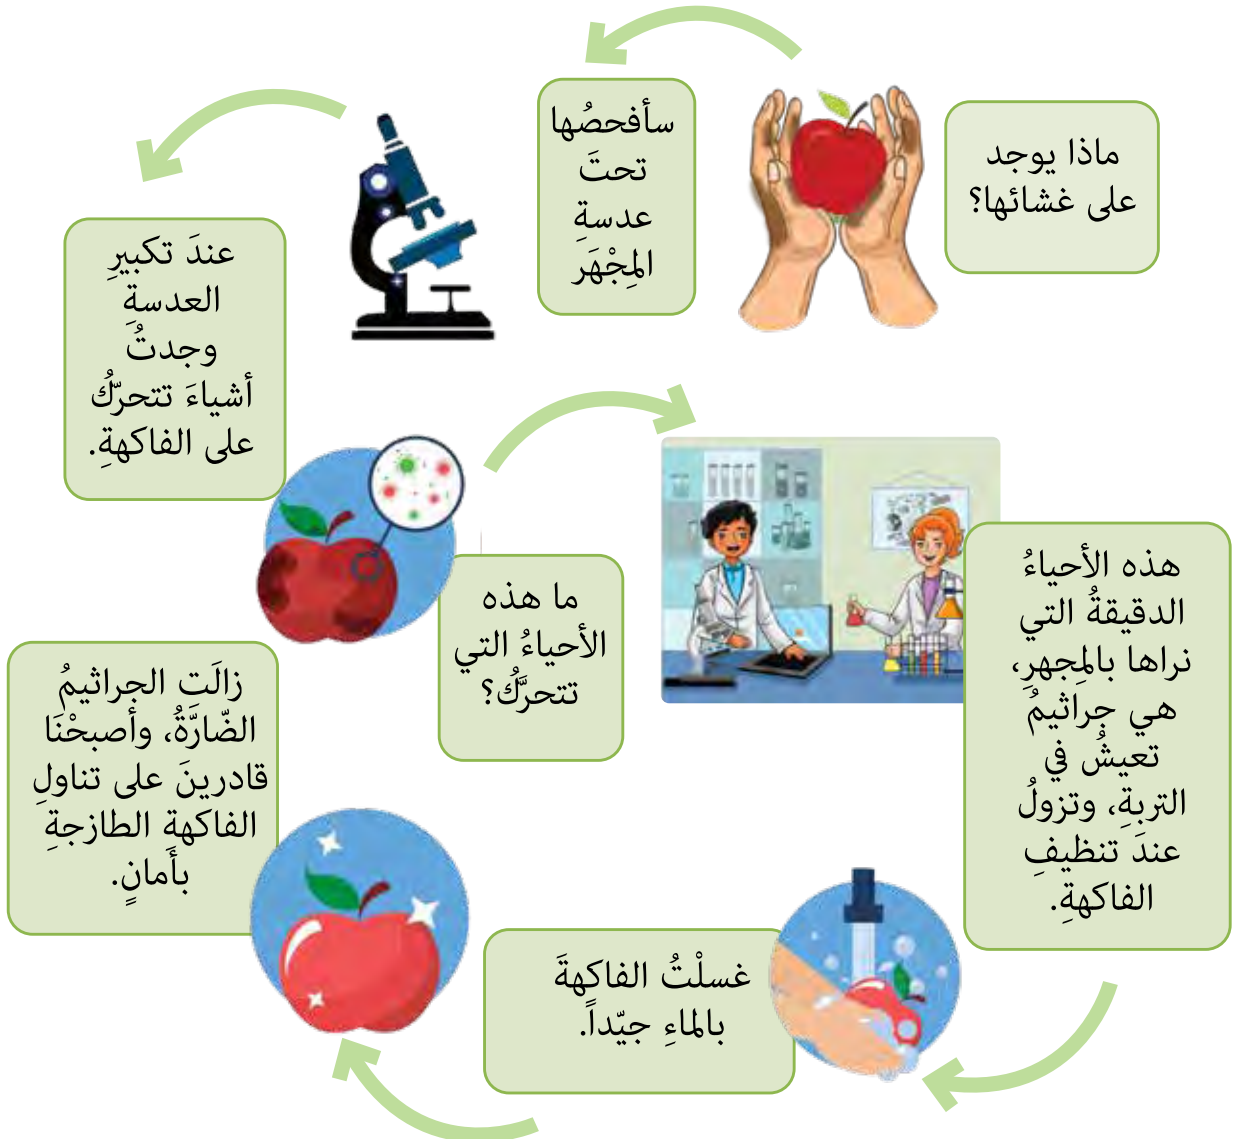 ماذا يوجد
على غشائها؟
سأفحصُها
تحتَ
عدسةِ
المِجْهَر
عندَ تكبيرِ
العدسةِ
وجدتُ
أشياءَ تتحرّكُ
على الفاكهةِ.
ما هذه
الأحياءُ التي
تتحرَّكُ؟
هذه الأحياءُ
الدقيقةُ التي
نراها بالمِجهرِ،
هي جراثيمُ
تعيشُ في
التربةِ، وتزولُ
عندَ تنظيفِ
الفاكهةِ.
غسلْتُ الفاكهةَ
بالماءِ جيّداً.
زالَت الجراثيمُ
الضّارَّةُ، وأصبحْنَا
قادرينَ على تناولِ
الفاكهةِ الطازجةِ
بأَمانٍ.